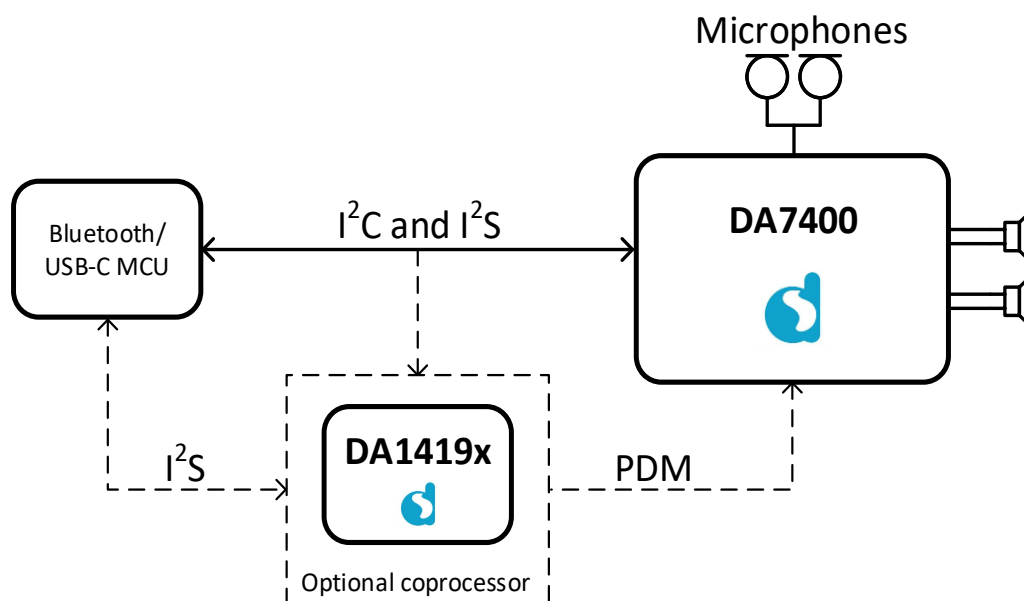 Microphones
Bluetooth/
USB-C MCU
I²C and I²S
DA7400
DA1419x
I²S
PDM
Optional coprocessor